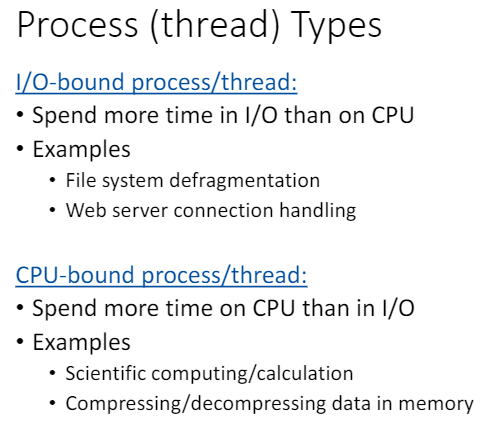 Process (thread) Types
I/O-bound process/thread:
• Spend more time in I/O than on CPU
• Examples
• File system defragmentation
• Web server connection handling
CPU-bound process/thread:
• Spend more time on CPU than in I/O
• Examples
• Scientific computing/calculation
• Compressing/decompressing data in memory